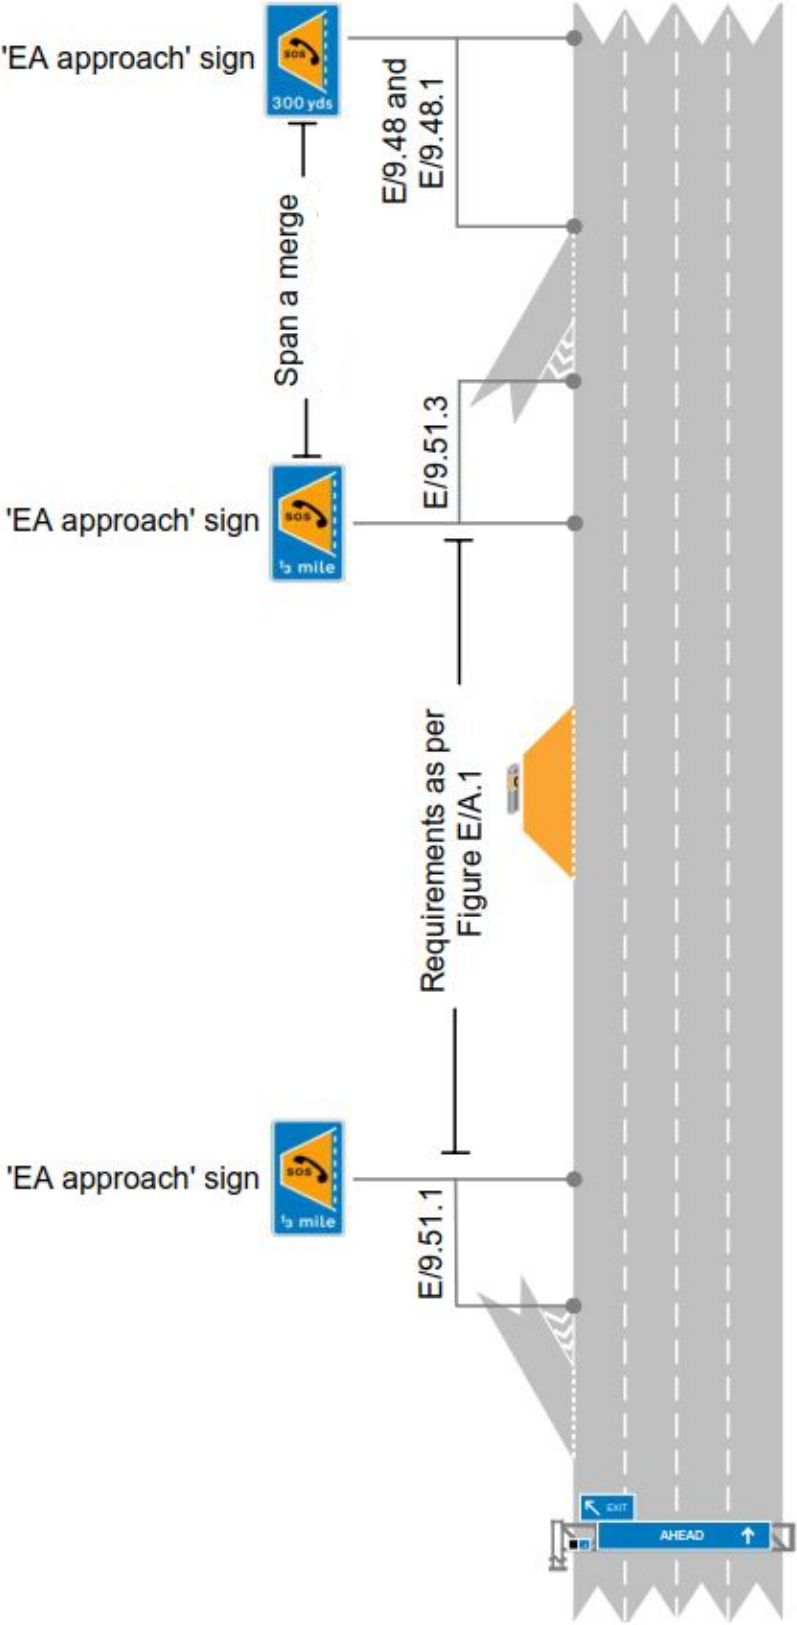 'EA approach' sign
SOS
300 yds
E/9.48 and
E/9.48.1
Span a merge
E/9.51.3
'EA approach' sign
SOS
⅓ mile
Requirements as per
Figure E/A.1
'EA approach' sign
SOS
⅓ mile
E/9.51.1
EXIT
AHEAD